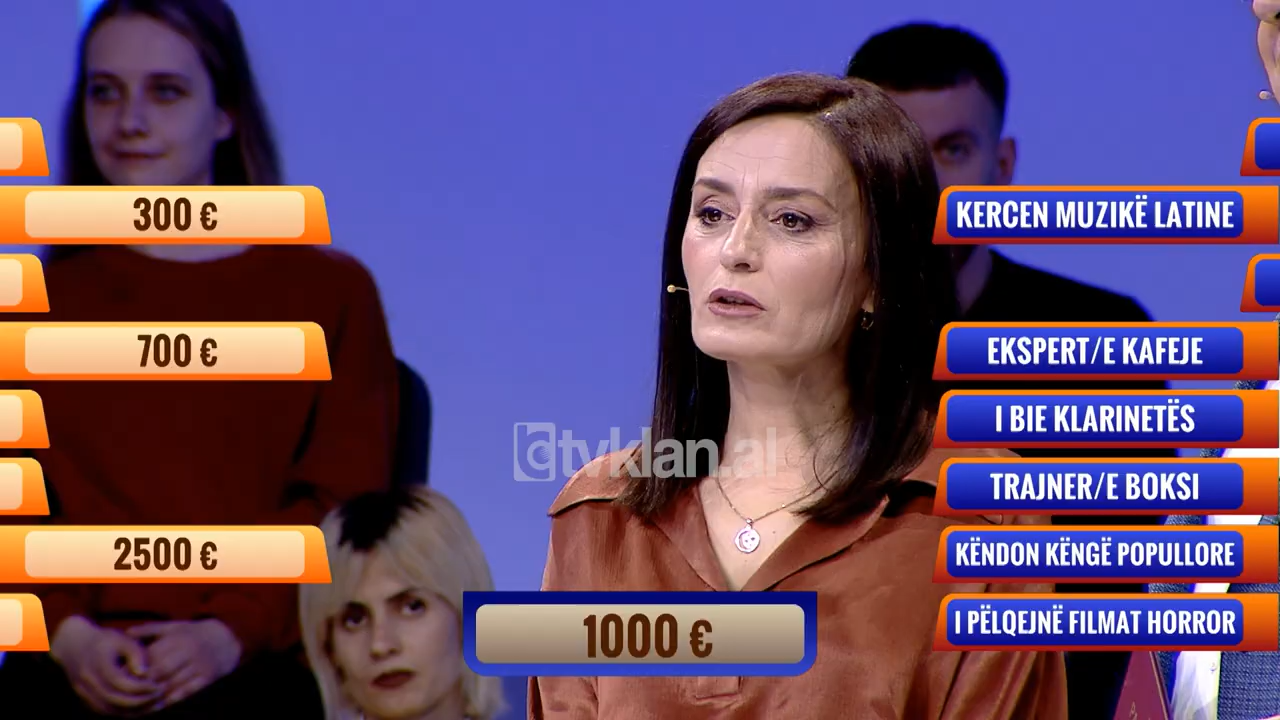 300 €
KERCEN MUZIKË LATINE
700 €
EKSPERT/E KAFEJE
I BIE KLARINETËS
tvklan.al
TRAJNER/E BOKSI
2500 €
KËNDON KËNGË POPULLORE
1000 €
I PËLQEJNË FILMAT HORROR